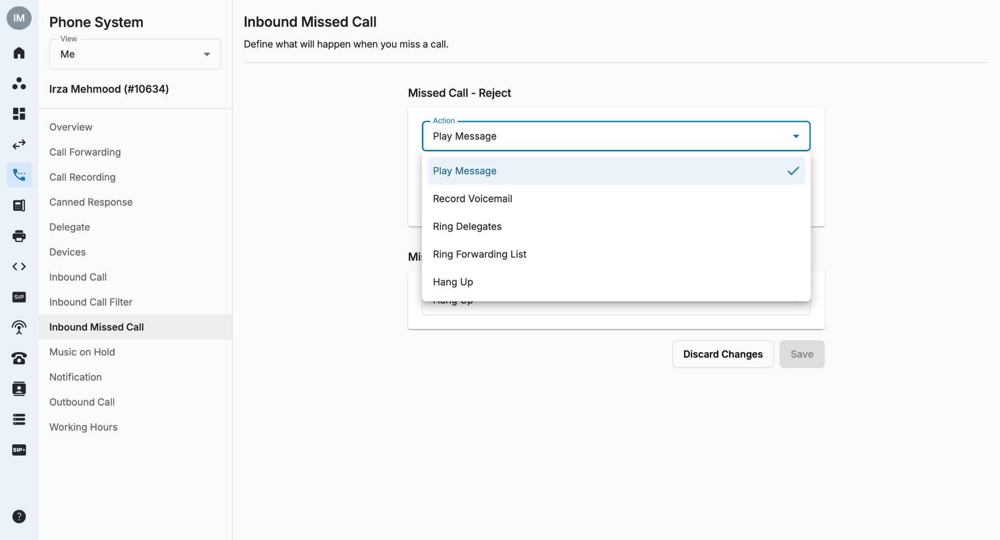 IM
Phone System
View
Me
Irza Mehmood (#10634)
Overview
Call Forwarding
Call Recording
Canned Response
Delegate
Devices
Inbound Call
Inbound Call Filter
Inbound Missed Call
Music on Hold
Notification
Outbound Call
Working Hours
SIP
SIP+
?
Inbound Missed Call
Define what will happen when you miss a call.
Missed Call - Reject
Action
Play Message
Play Message
Record Voicemail
Ring Delegates
Ring Forwarding List
Hang Up
Hang Up
Discard Changes
Save